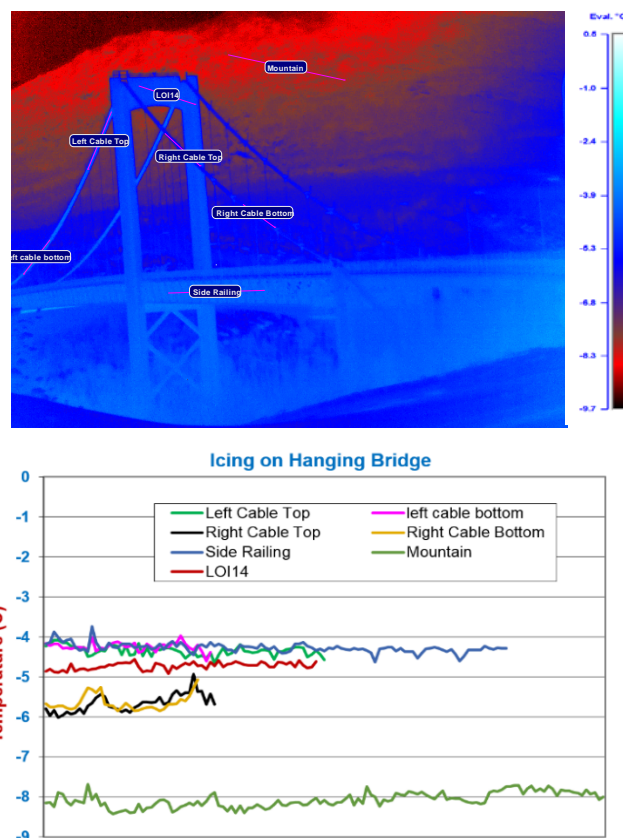 Eval. °C
0.6
Mountain
LOI14
-1.0
Left Cable Top
-2.4
Right Cable Top
-3.9
Right Cable Bottom
-5.3
eft cable bottom
Side Railing
-6.8
-8.3
-9.7
Icing on Hanging Bridge
0
-1
Left Cable Top
left cable bottom
Right Cable Top
Right Cable Bottom
-2
Side Railing
Mountain
LOI14
-3
-4
-5
-6
-7
-8
-9
Temperature (C)